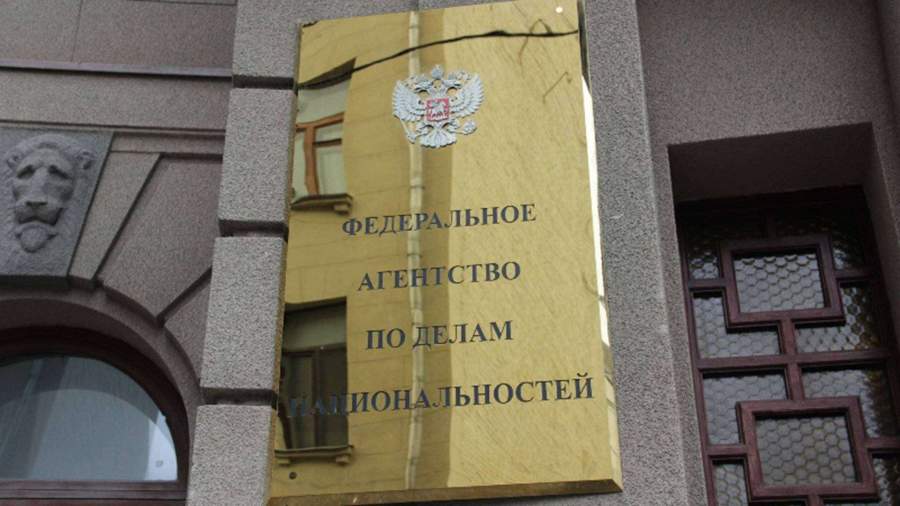 ФЕДЕРАЛЬНОЕ
АГЕНТСТВО
ПО ДЕЛАМ
НАЦИОНАЛЬНОСТЕЙ